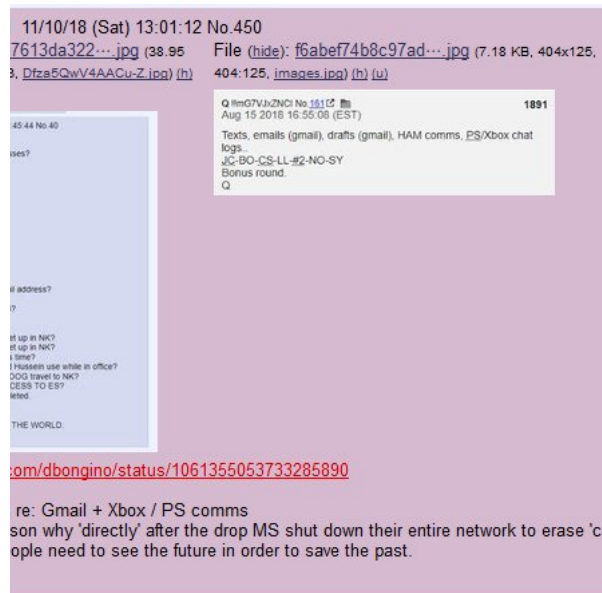 11/10/18 (Sat) 13:01:12 No.450
7613da322···.jpg (38.95
File (hide): f6abef74b8c97ad···.jpg (7.18 KB, 404x125,
Dfza5QwV4AACu-Z.jpg) (h)
404:125, images.jpg) (h) (u)
Q !!mG7VJxZNCI No.161
1891
Aug 15 2018 16:55:08 (EST)
Texts, emails (gmail), drafts (gmail), HAM comms, PS/Xbox chat
logs..
JC-BO-CS-LL-#2-NO-SY
Bonus round.
Q
45:44 No.40
ses?
address?
?
et up in NK?
et up in NK?
time?
Hussein use while in office?
OOG travel to NK?
CESS TO ES?
leted.
THE WORLD.
com/dbongino/status/1061355053733285890
re: Gmail + Xbox / PS comms
son why 'directly' after the drop MS shut down their entire network to erase 'c
ople need to see the future in order to save the past.